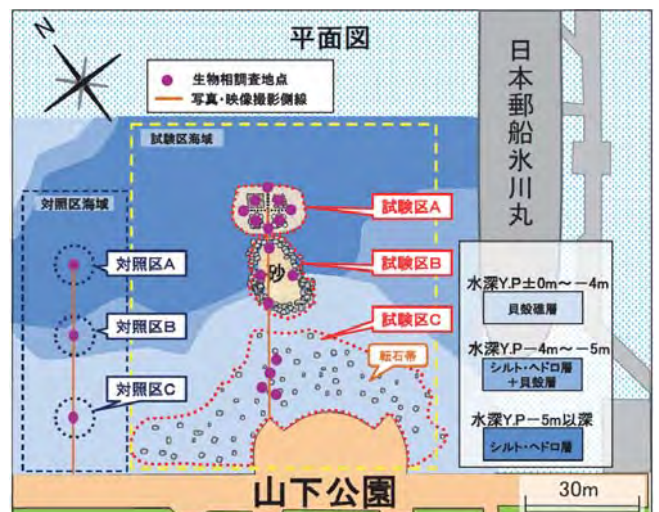 N
平面図
生物相調査地点
写真・映像撮影側線
試験区海域
対照区海域
対照区A
対照区B
対照区C
試験区A
砂
試験区B
試験区C
転石帯
日本郵船氷川丸
水深Y.P±0m～－4m
貝殻礁層
水深Y.P－4m～－5m
シルト・ヘドロ層
＋貝殻層
水深Y.P－5m以深
シルト・ヘドロ層
山下公園
30m